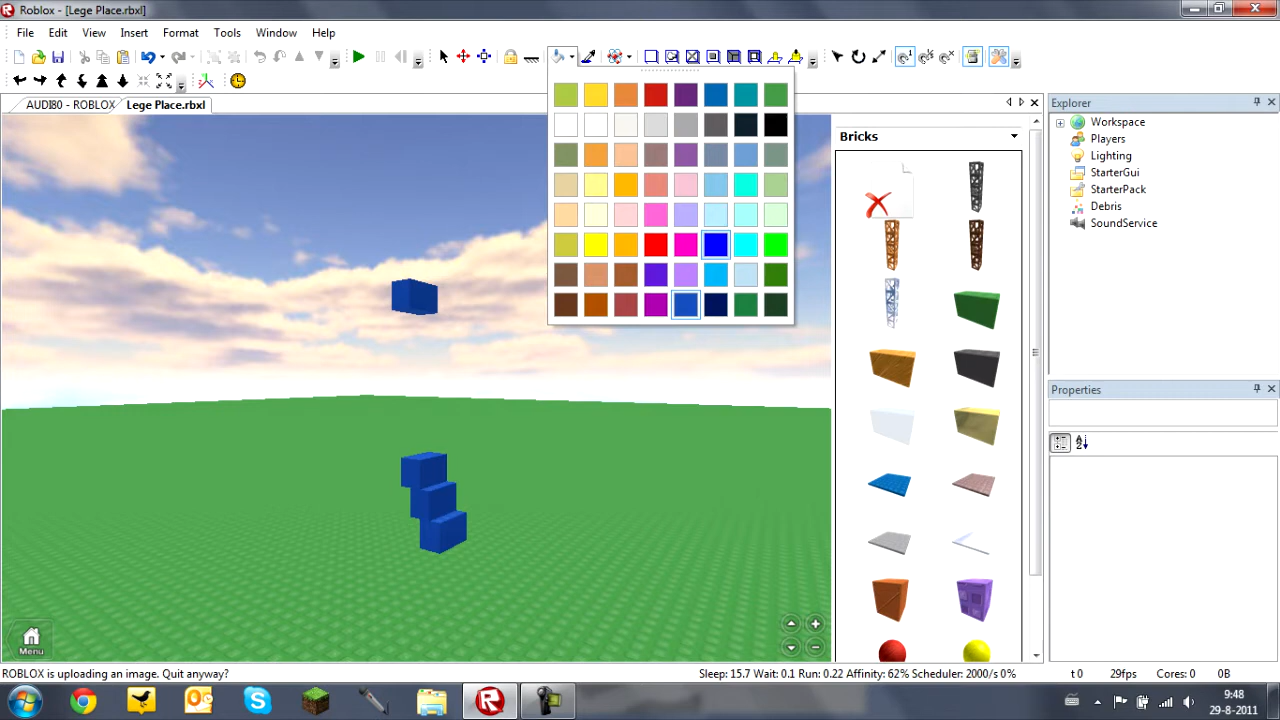 Roblox - [Lege Place.rbxl]
File Edit View Insert Format Tools Window Help
AUDI80 - ROBLOX Lege Place.rbxl
Bricks
Explorer
Workspace
Players
Lighting
StarterGui
StarterPack
Debris
SoundService
Properties
Menu
ROBLOX is uploading an image. Quit anyway? Sleep: 15.7 Wait: 0.1 Run: 0.22 Affinity: 62% Scheduler: 2000/s 0% t 0 29fps Cores: 0 0B
9:48
29-8-2011